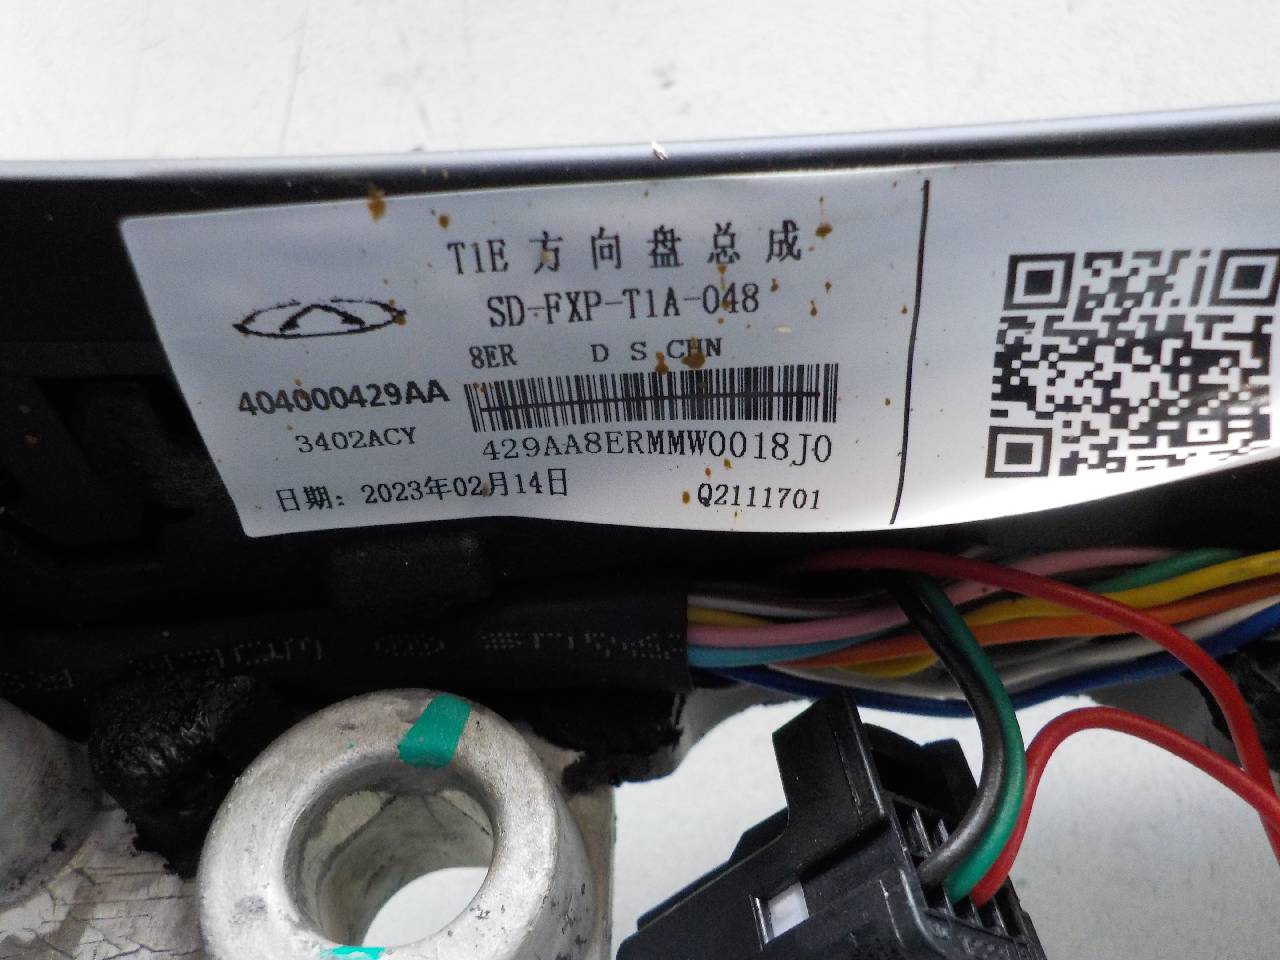 T1E 方向盘总成
SD-FXP-T1A-048
8ER D S CHN
404000429AA
3402ACY
429AA8ERMMW0018J0
日期: 2023年02月14日
Q2111701